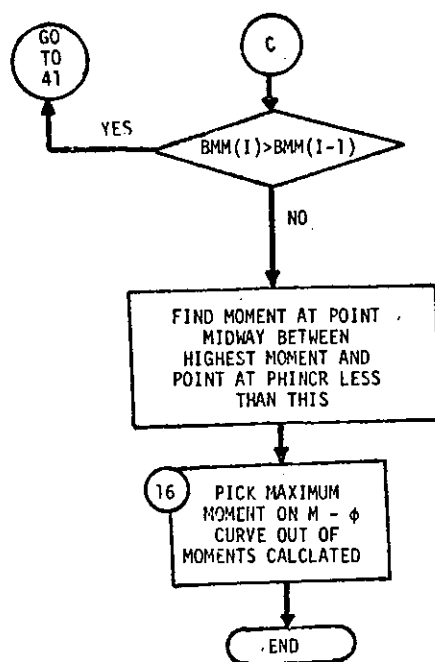 GO
TO
41
C
YES
BMM(I)>BMM(I-1)
NO
FIND MOMENT AT POINT
MIDWAY BETWEEN
HIGHEST MOMENT AND
POINT AT PHINCR LESS
THAN THIS
16
PICK MAXIMUM
MOMENT ON M - ϕ
CURVE OUT OF
MOMENTS CALCLATED
END